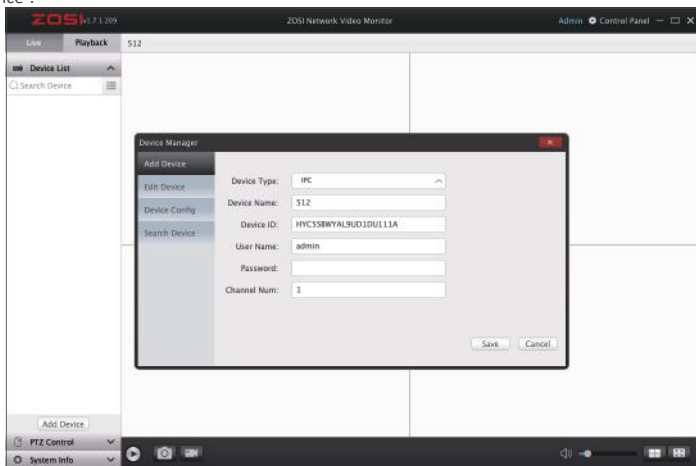 ice".
ZOSI v1.7.1.209
ZOSI Network Video Monitor
Admin Control Panel
Live Playback
512
Device List
Search Device
Device Manager
Add Device
Edit Device
Device Config
Search Device
Device Type: IPC
Device Name: 512
Device ID: HYC5SBWYAL9UD1DU111A
User Name: admin
Password:
Channel Num: 1
Save Cancel
Add Device
PTZ Control
System Info